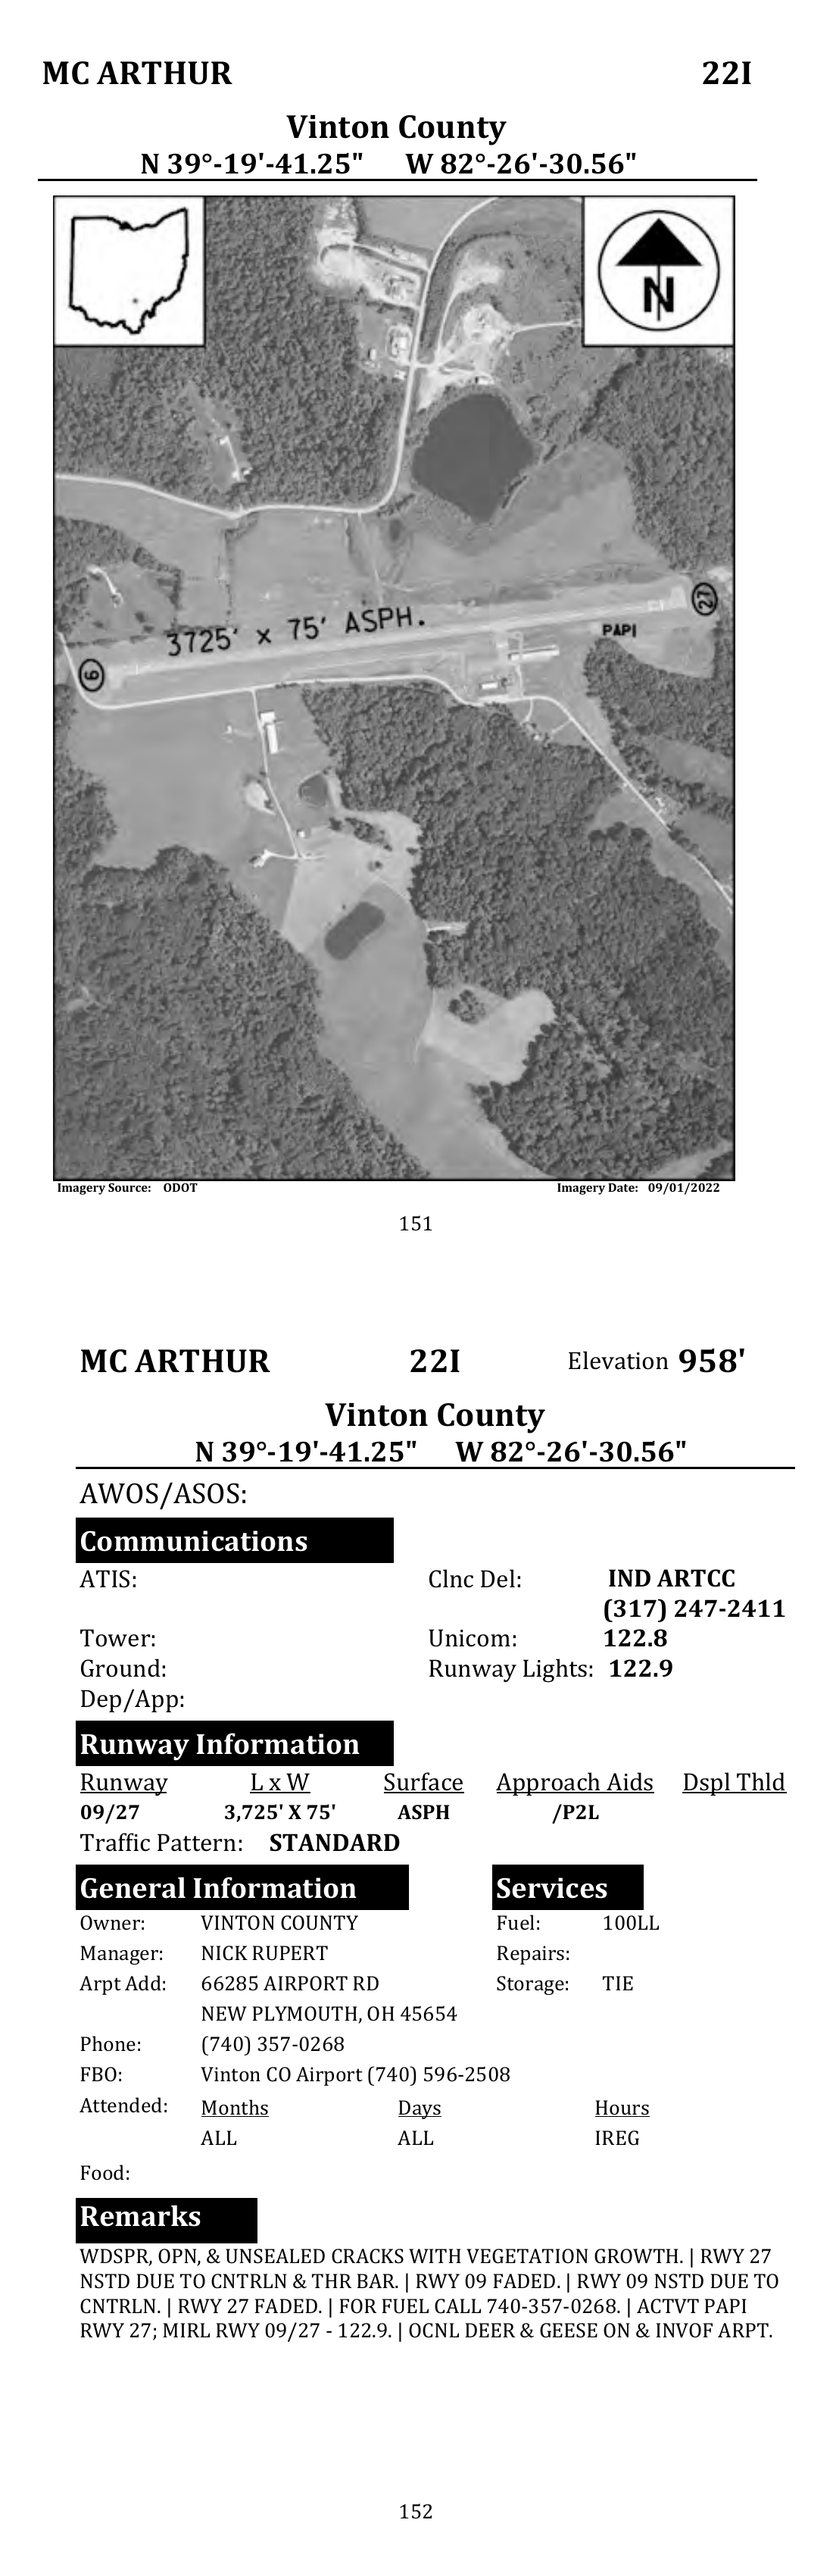 MC ARTHUR 22I
Vinton County
N 39°-19'-41.25" W 82°-26'-30.56"
N
3725' x 75' ASPH.
27
PAPI
9
Imagery Source: ODOT Imagery Date: 09/01/2022
151
MC ARTHUR 22I Elevation 958'
Vinton County
N 39°-19'-41.25" W 82°-26'-30.56"
AWOS/ASOS:
Communications
ATIS: Clnc Del: IND ARTCC
(317) 247-2411
Tower: Unicom: 122.8
Ground: Runway Lights: 122.9
Dep/App:
Runway Information
Runway L x W Surface Approach Aids Dspl Thld
09/27 3,725' X 75' ASPH /P2L
Traffic Pattern: STANDARD
General Information Services
Owner: VINTON COUNTY Fuel: 100LL
Manager: NICK RUPERT Repairs:
Arpt Add: 66285 AIRPORT RD Storage: TIE
NEW PLYMOUTH, OH 45654
Phone: (740) 357-0268
FBO: Vinton CO Airport (740) 596-2508
Attended: Months Days Hours
ALL ALL IREG
Food:
Remarks
WDSPR, OPN, & UNSEALED CRACKS WITH VEGETATION GROWTH. | RWY 27
NSTD DUE TO CNTRLN & THR BAR. | RWY 09 FADED. | RWY 09 NSTD DUE TO
CNTRLN. | RWY 27 FADED. | FOR FUEL CALL 740-357-0268. | ACTVT PAPI
RWY 27; MIRL RWY 09/27 - 122.9. | OCNL DEER & GEESE ON & INVOF ARPT.
152